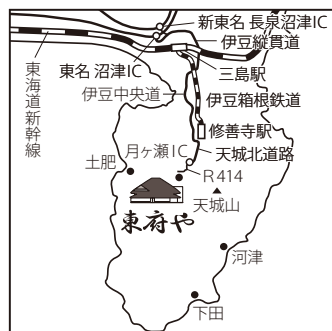 新東名 長泉沼津IC
伊豆縦貫道
東名 沼津IC
三島駅
東海道新幹線
伊豆中央道
伊豆箱根鉄道
修善寺駅
月ヶ瀬IC
天城北道路
土肥
R414
天城山
東府や
河津
下田